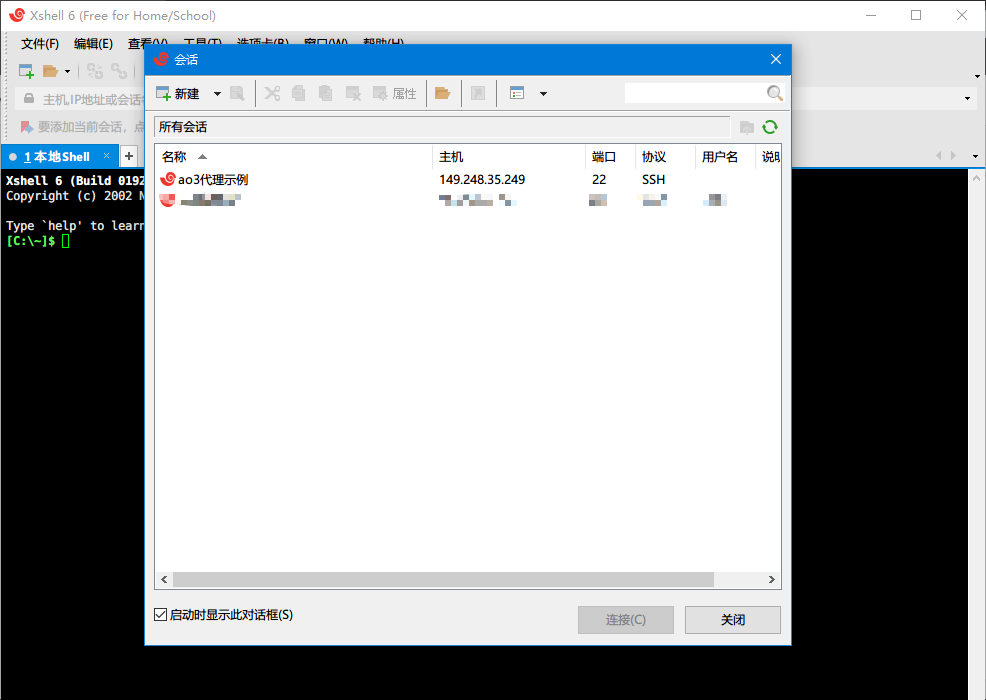 Xshell 6 (Free for Home/School)
文件(F) 编辑(E) 查看(V) 工具(T) 选项卡(B) 窗口(W) 帮助(H)
会话
新建 属性
主机,IP地址或会话
所有会话
要添加当前会话，点
1 本地Shell × +
名称 主机 端口 协议 用户名 说明
ao3代理示例 149.248.35.249 22 SSH
Xshell 6 (Build 0192
Copyright (c) 2002 N
Type `help' to learn
[C:\~]$
启动时显示此对话框(S)
连接(C) 关闭